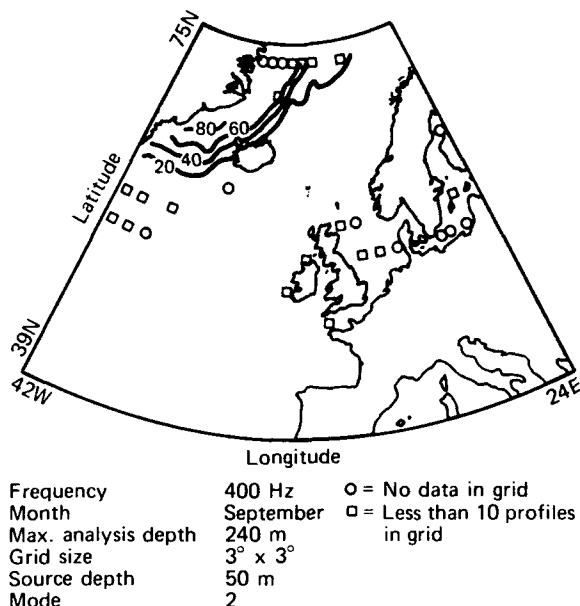 75N
80
60
40
20
Latitude
39N
42W
24E
Longitude
Frequency 400 Hz
Month September
Max. analysis depth 240 m
Grid size 3° x 3°
Source depth 50 m
Mode 2
O = No data in grid
□ = Less than 10 profiles
in grid